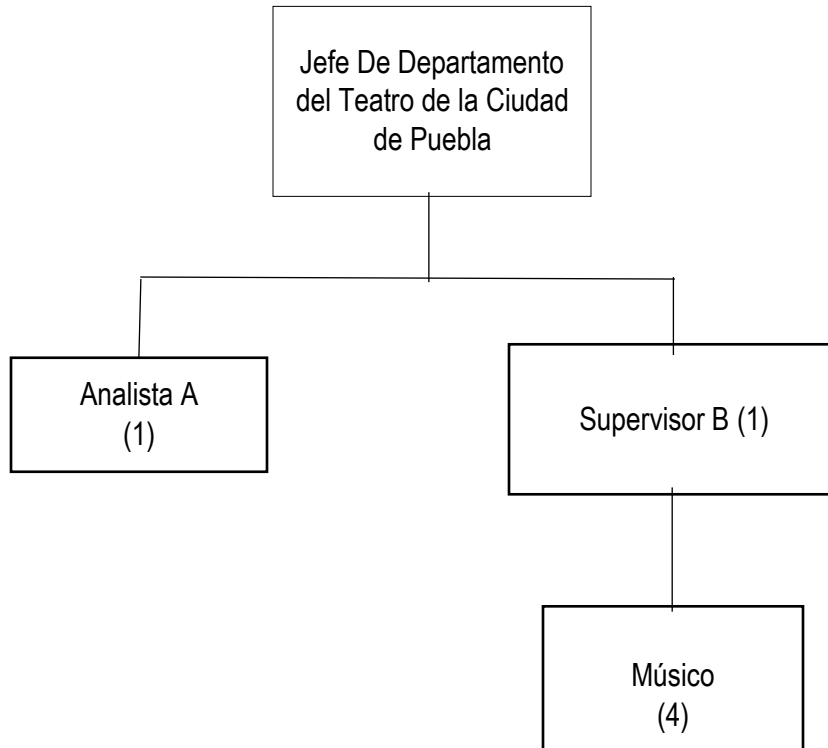 Jefe De Departamento
del Teatro de la Ciudad
de Puebla
Analista A
(1)
Supervisor B (1)
Músico
(4)